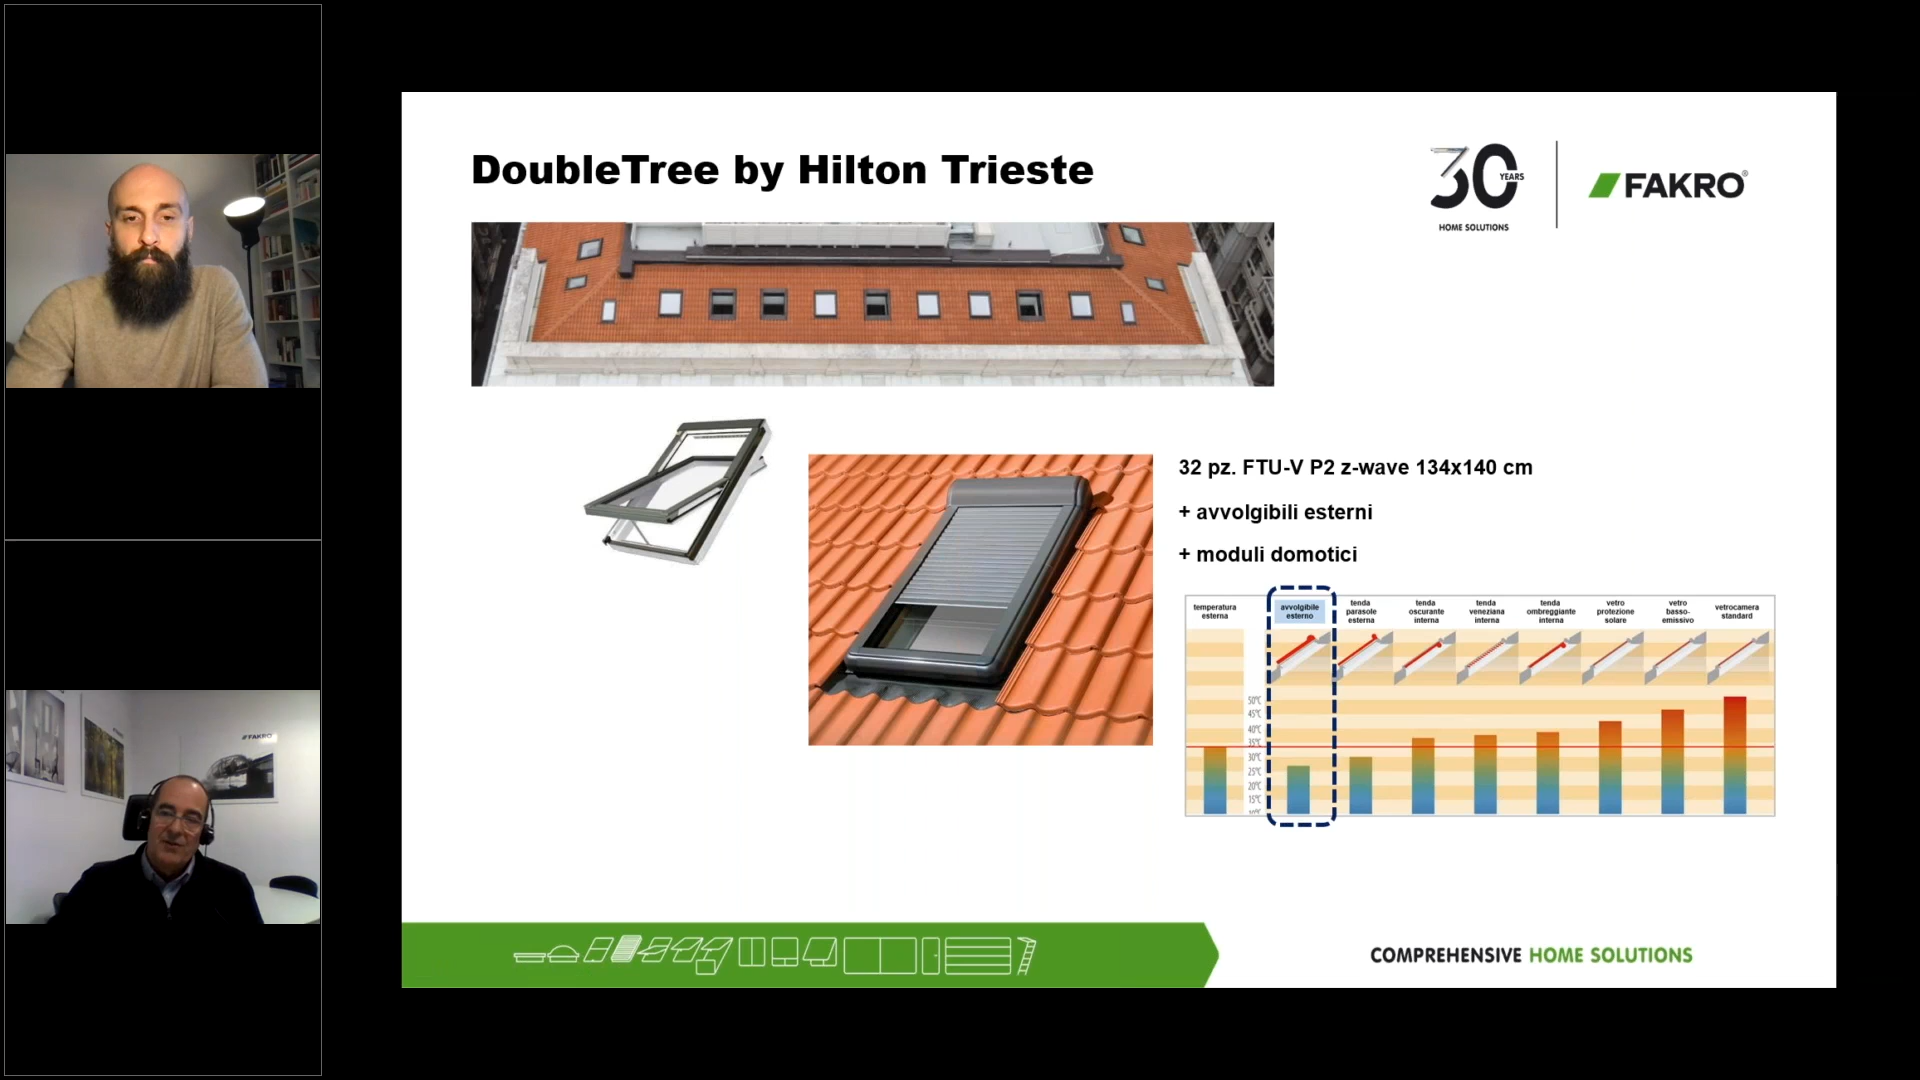 DoubleTree by Hilton Trieste
30
YEARS
HOME SOLUTIONS
FAKRO®
32 pz. FTU-V P2 z-wave 134x140 cm
+ avvolgibili esterni
+ moduli domotici
temperatura
esterna
avvolgibile
esterno
tenda
parasole
esterna
tenda
oscurante
interna
tenda
veneziana
interna
tenda
ombreggiante
interna
vetro
protezione
solare
vetro
basso-
emissivo
vetrocamera
standard
50°C
45°C
40°C
35°C
30°C
25°C
20°C
15°C
FAKRO
COMPREHENSIVE HOME SOLUTIONS